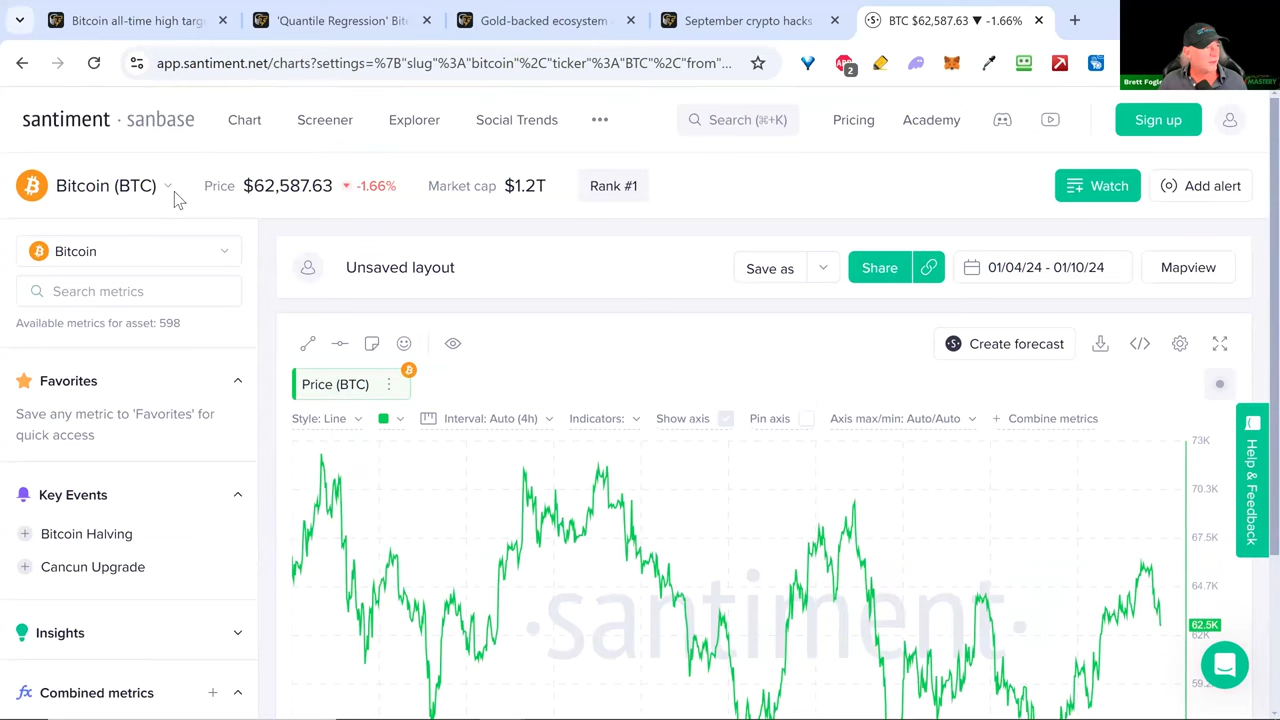 Bitcoin all-time high targ
'Quantile Regression' Bit
Gold-backed ecosystem
September crypto hacks
BTC $62,587.63 ▼ -1.66%
app.santiment.net/charts?settings=%7B"slug"%3A"bitcoin"%2C"ticker"%3A"BTC"%2C"from"...
2
Brett Fogle
MASTERY
santiment · sanbase
Chart
Screener
Explorer
Social Trends
Search (⌘+K)
Pricing
Academy
Sign up
Bitcoin (BTC)
Price $62,587.63 ▼ -1.66%
Market cap $1.2T
Rank #1
Watch
Add alert
Bitcoin
Search metrics
Available metrics for asset: 598
Favorites
Save any metric to 'Favorites' for
quick access
Key Events
Bitcoin Halving
Cancun Upgrade
Insights
Combined metrics
Unsaved layout
Save as
Share
01/04/24 - 01/10/24
Mapview
Create forecast
Price (BTC)
Style: Line
Interval: Auto (4h)
Indicators:
Show axis
Pin axis
Axis max/min: Auto/Auto
Combine metrics
73K
70.3K
67.5K
64.7K
62.5K
62K
·santiment·
Help & Feedback